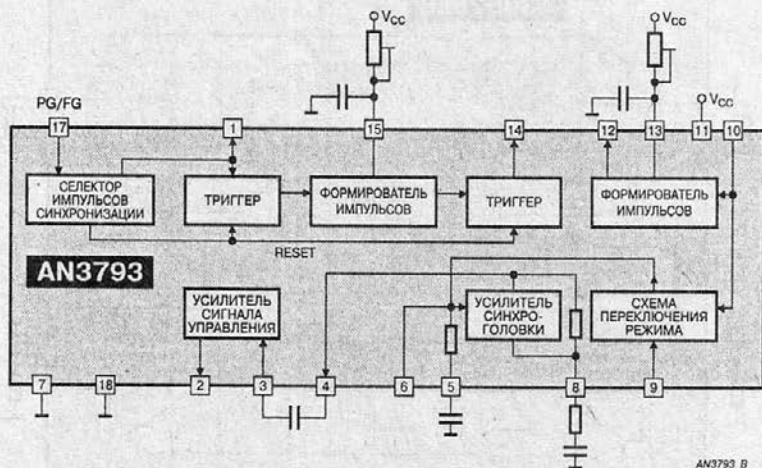 VCC
VCC
PG/FG
VCC
17
1
15
14
12
13
11
10
СЕЛЕКТОР
ИМПУЛЬСОВ
СИНХРОНИЗАЦИИ
ТРИГГЕР
ФОРМИРОВАТЕЛЬ
ИМПУЛЬСОВ
ТРИГГЕР
ФОРМИРОВАТЕЛЬ
ИМПУЛЬСОВ
RESET
AN3793
УСИЛИТЕЛЬ
СИГНАЛА
УПРАВЛЕНИЯ
УСИЛИТЕЛЬ
СИНХРО-
ГОЛОВКИ
СХЕМА
ПЕРЕКЛЮЧЕНИЯ
РЕЖИМА
7
18
2
3
4
6
5
8
9
AN3793_B